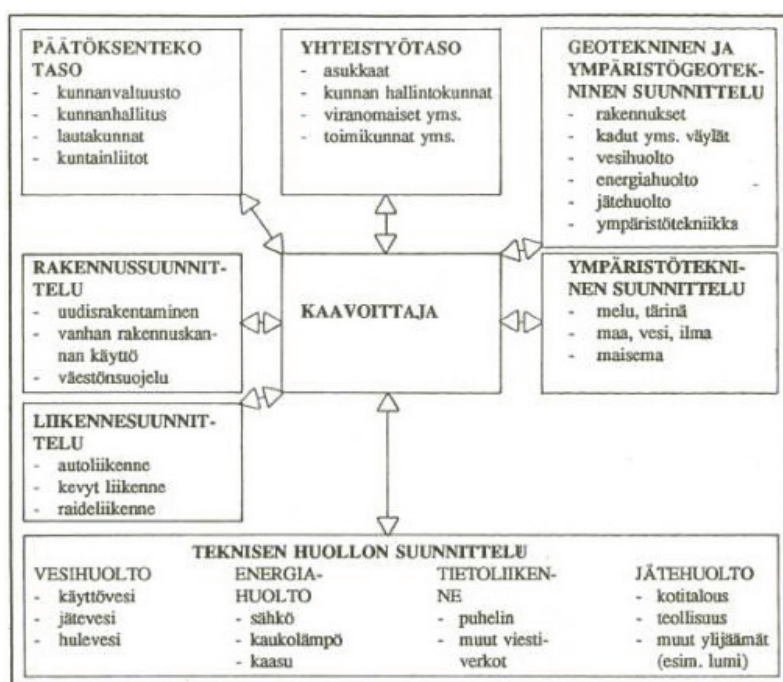 PÄÄTÖKSENTEKO
TASO
- kunnanvaltuusto
- kunnanhallitus
- lautakunnat
- kuntainliitot
YHTEISTYÖTASO
- asukkaat
- kunnan hallintokunnat
- viranomaiset yms.
- toimikunnat yms.
GEOTEKNINEN JA
YMPÄRISTÖGEOTEK-
NINEN SUUNNITTELU
- rakennukset
- kadut yms. väylät
- vesihuolto
- energiahuolto
- jätehuolto
- ympäristötekniikka
RAKENNUSSUUNNIT-
TELU
- uudisrakentaminen
- vanhan rakennuskan-
nan käyttö
- väestönsuojelu
KAAVOITTAJA
YMPÄRISTÖTEKNI-
NEN SUUNNITTELU
- melu, tärinä
- maa, vesi, ilma
- maisema
LIIKENNESUUNNIT-
TELU
- autoliikenne
- kevyt liikenne
- raideliikenne
TEKNISEN HUOLLON SUUNNITTELU
VESIHUOLTO
- käyttövesi
- jätevesi
- hulevesi
ENERGIA-
HUOLTO
- sähkö
- kaukolämpö
- kaasu
TIETOLIIKEN-
NE
- puhelin
- muut viesti-
verkot
JÄTEHUOLTO
- kotitalous
- teollisuus
- muut ylijäämät
(esim. lumi)